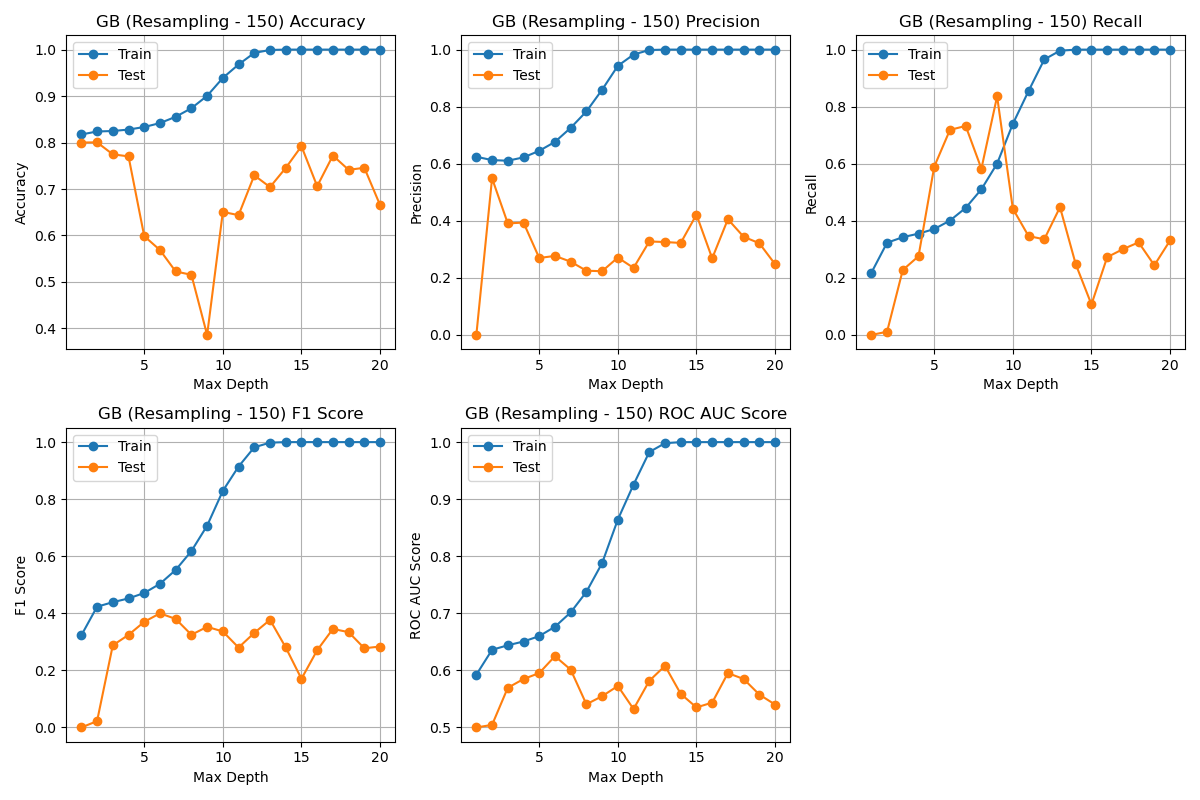 GB (Resampling - 150) Accuracy
Train
Test
Accuracy
1.0
0.9
0.8
0.7
0.6
0.5
0.4
5
10
15
20
Max Depth
GB (Resampling - 150) Precision
Train
Test
Precision
1.0
0.8
0.6
0.4
0.2
0.0
5
10
15
20
Max Depth
GB (Resampling - 150) Recall
Train
Test
Recall
1.0
0.8
0.6
0.4
0.2
0.0
5
10
15
20
Max Depth
GB (Resampling - 150) F1 Score
Train
Test
F1 Score
1.0
0.8
0.6
0.4
0.2
0.0
5
10
15
20
Max Depth
GB (Resampling - 150) ROC AUC Score
Train
Test
ROC AUC Score
1.0
0.9
0.8
0.7
0.6
0.5
5
10
15
20
Max Depth